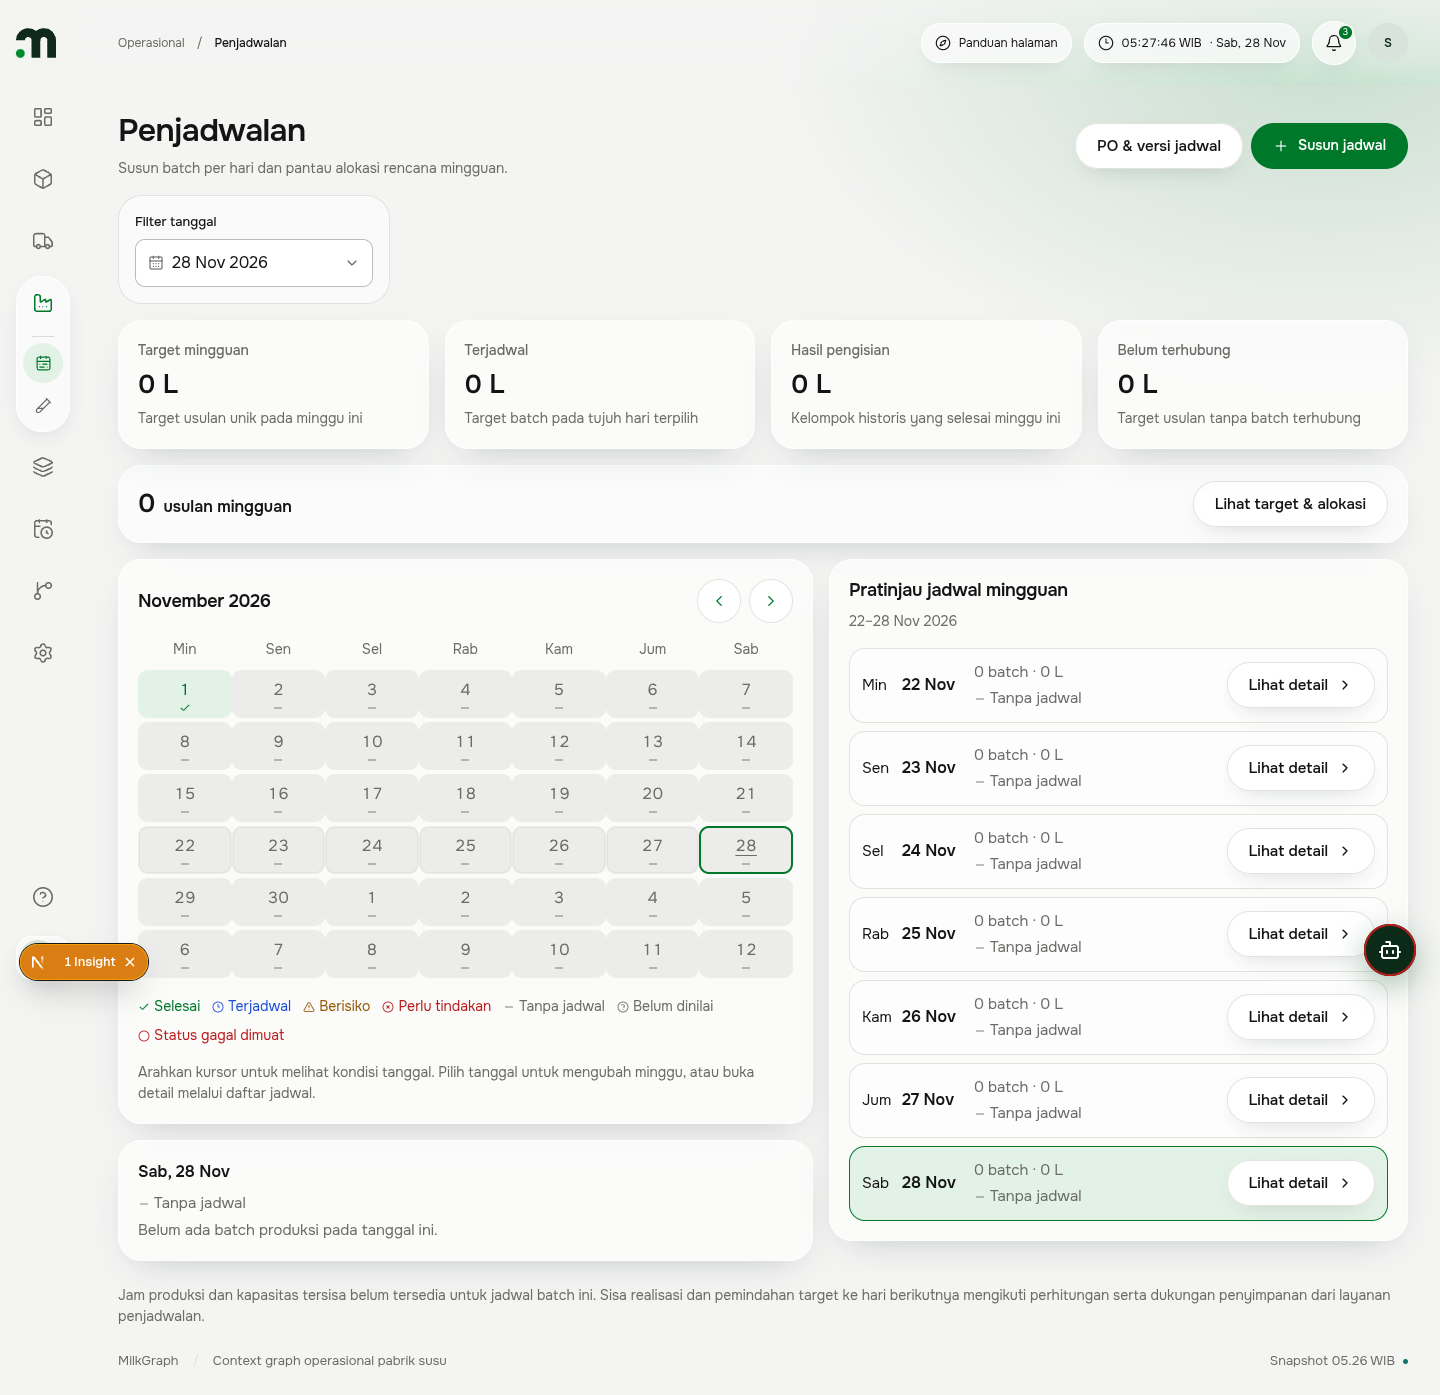 Operasional / Penjadwalan
Panduan halaman
05:27:46 WIB · Sab, 28 Nov
3
S
Penjadwalan
Susun batch per hari dan pantau alokasi rencana mingguan.
PO & versi jadwal
+ Susun jadwal
Filter tanggal
28 Nov 2026
Target mingguan
0 L
Target usulan unik pada minggu ini
Terjadwal
0 L
Target batch pada tujuh hari terpilih
Hasil pengisian
0 L
Kelompok historis yang selesai minggu ini
Belum terhubung
0 L
Target usulan tanpa batch terhubung
0 usulan mingguan
Lihat target & alokasi
November 2026
Min Sen Sel Rab Kam Jum Sab
1 2 3 4 5 6 7
8 9 10 11 12 13 14
15 16 17 18 19 20 21
22 23 24 25 26 27 28
29 30 1 2 3 4 5
6 7 8 9 10 11 12
Selesai Terjadwal Berisiko Perlu tindakan — Tanpa jadwal Belum dinilai
Status gagal dimuat
Arahkan kursor untuk melihat kondisi tanggal. Pilih tanggal untuk mengubah minggu, atau buka
detail melalui daftar jadwal.
Sab, 28 Nov
— Tanpa jadwal
Belum ada batch produksi pada tanggal ini.
Pratinjau jadwal mingguan
22–28 Nov 2026
Min 22 Nov
0 batch · 0 L
— Tanpa jadwal
Lihat detail
Sen 23 Nov
0 batch · 0 L
— Tanpa jadwal
Lihat detail
Sel 24 Nov
0 batch · 0 L
— Tanpa jadwal
Lihat detail
Rab 25 Nov
0 batch · 0 L
— Tanpa jadwal
Lihat detail
Kam 26 Nov
0 batch · 0 L
— Tanpa jadwal
Lihat detail
Jum 27 Nov
0 batch · 0 L
— Tanpa jadwal
Lihat detail
Sab 28 Nov
0 batch · 0 L
— Tanpa jadwal
Lihat detail
1 Insight
Jam produksi dan kapasitas tersisa belum tersedia untuk jadwal batch ini. Sisa realisasi dan pemindahan target ke hari berikutnya mengikuti perhitungan serta dukungan penyimpanan dari layanan
penjadwalan.
MilkGraph / Context graph operasional pabrik susu
Snapshot 05.26 WIB